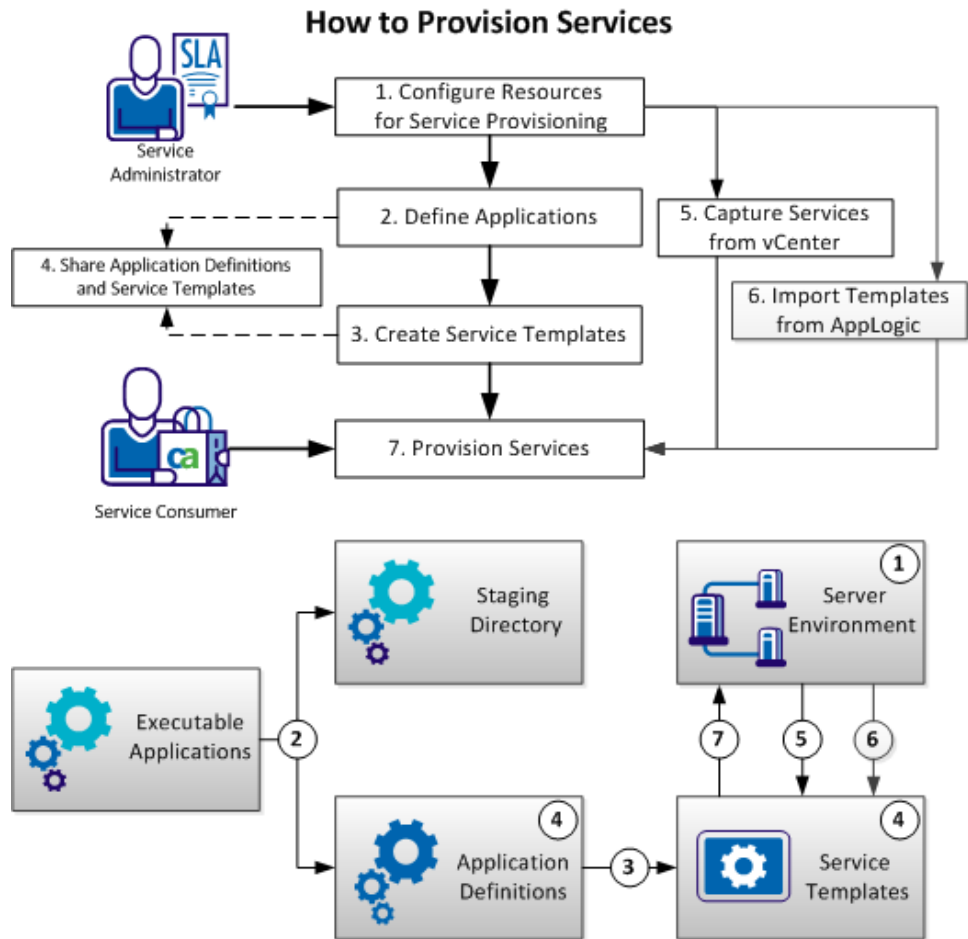 How to Provision Services
SLA
Service
Administrator
1. Configure Resources
for Service Provisioning
2. Define Applications
5. Capture Services
from vCenter
4. Share Application Definitions
and Service Templates
6. Import Templates
from AppLogic
3. Create Service Templates
ca
7. Provision Services
Service Consumer
Staging
Directory
1
Server
Environment
Executable
Applications
2
7
5
6
4
Application
Definitions
3
4
Service
Templates